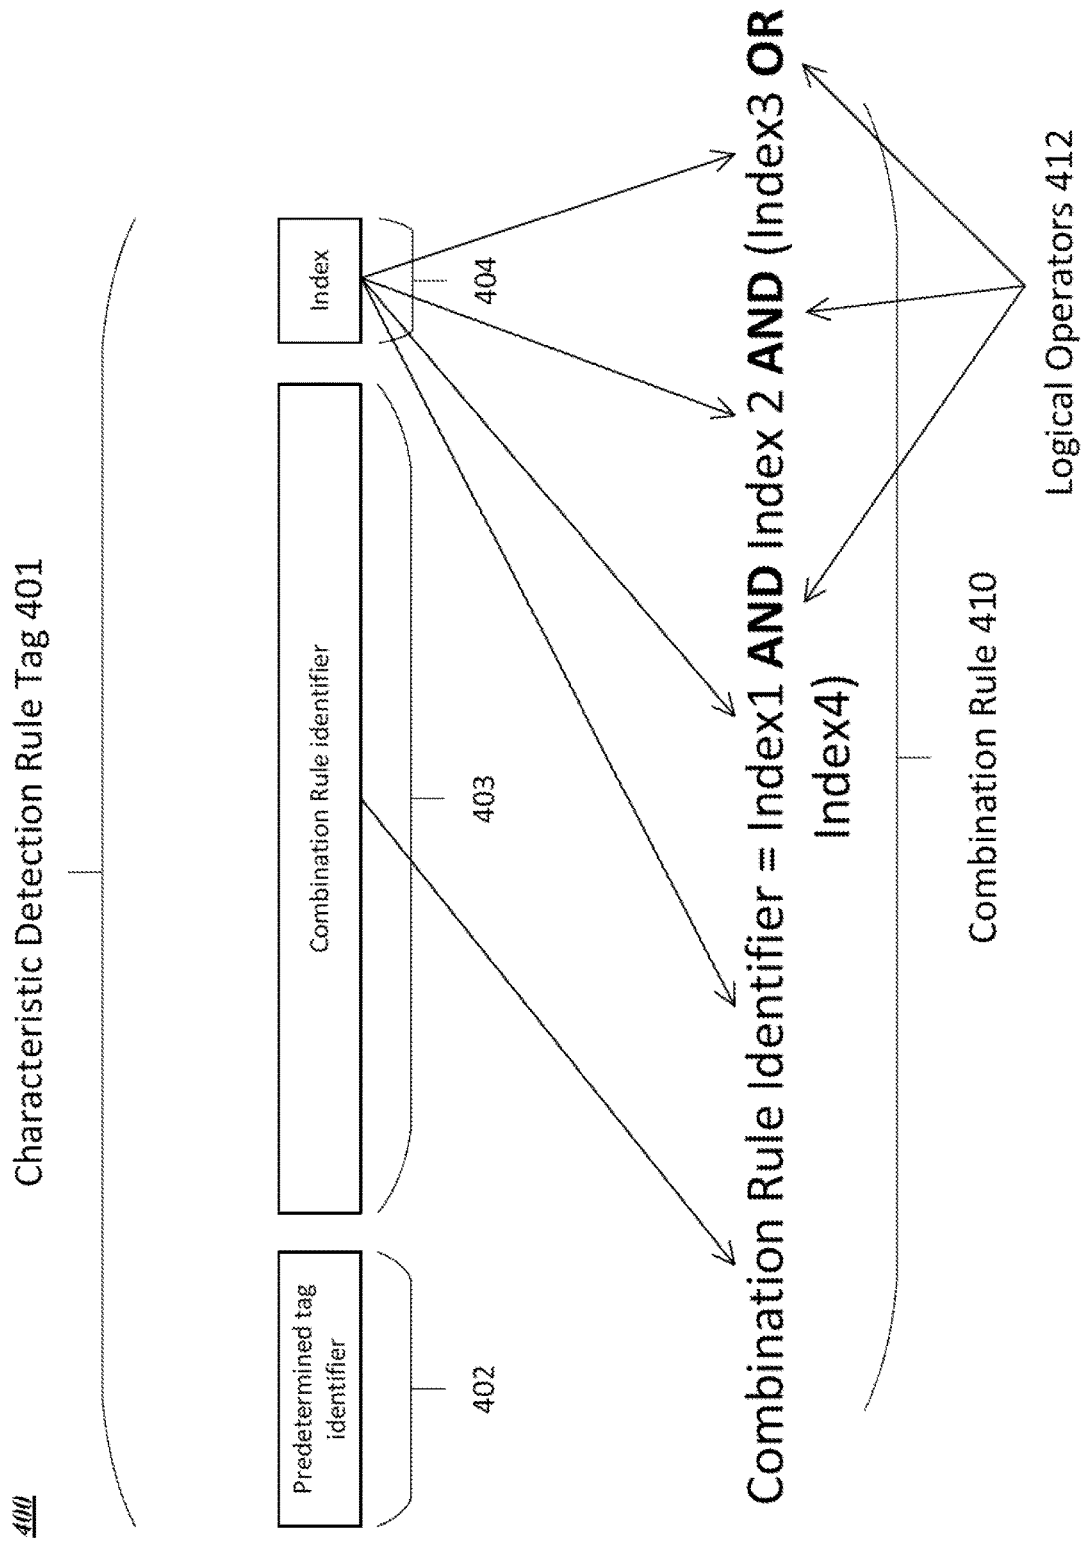 400
Characteristic Detection Rule Tag 401
Predetermined tag
identifier
Combination Rule identifier
Index
402
403
404
Combination Rule Identifier = Index1 AND Index 2 AND (Index3 OR
Index4)
Combination Rule 410
Logical Operators 412